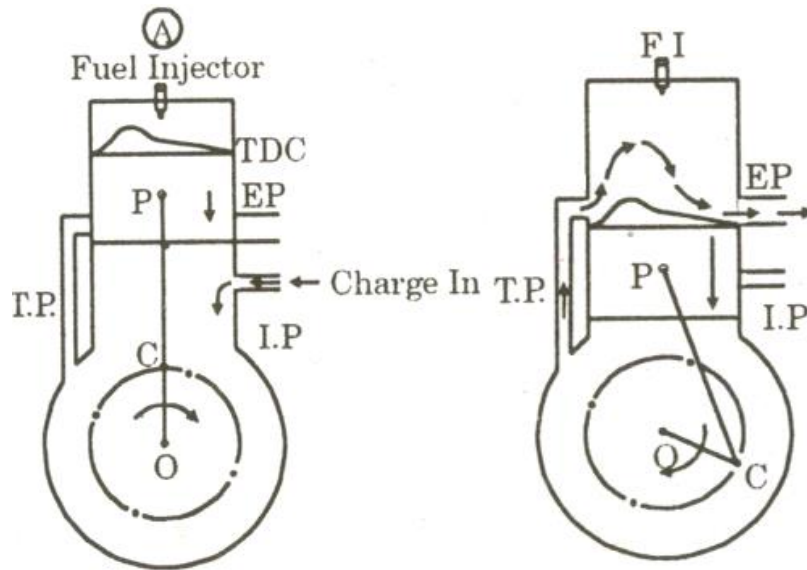 A
Fuel Injector
TDC
P
EP
T.P.
Charge In
I.P
C
O
F I
EP
P
T.P.
I.P
O
C